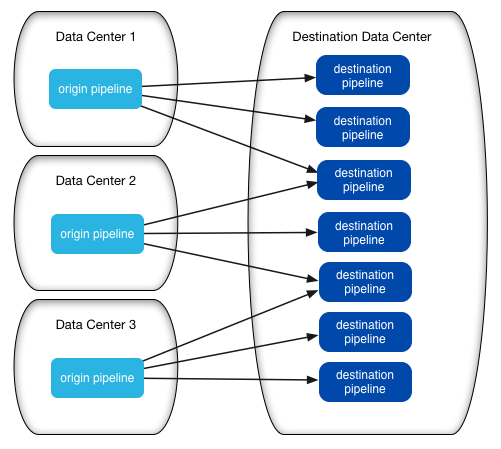 Data Center 1
origin pipeline
Data Center 2
origin pipeline
Data Center 3
origin pipeline
Destination Data Center
destination
pipeline
destination
pipeline
destination
pipeline
destination
pipeline
destination
pipeline
destination
pipeline
destination
pipeline